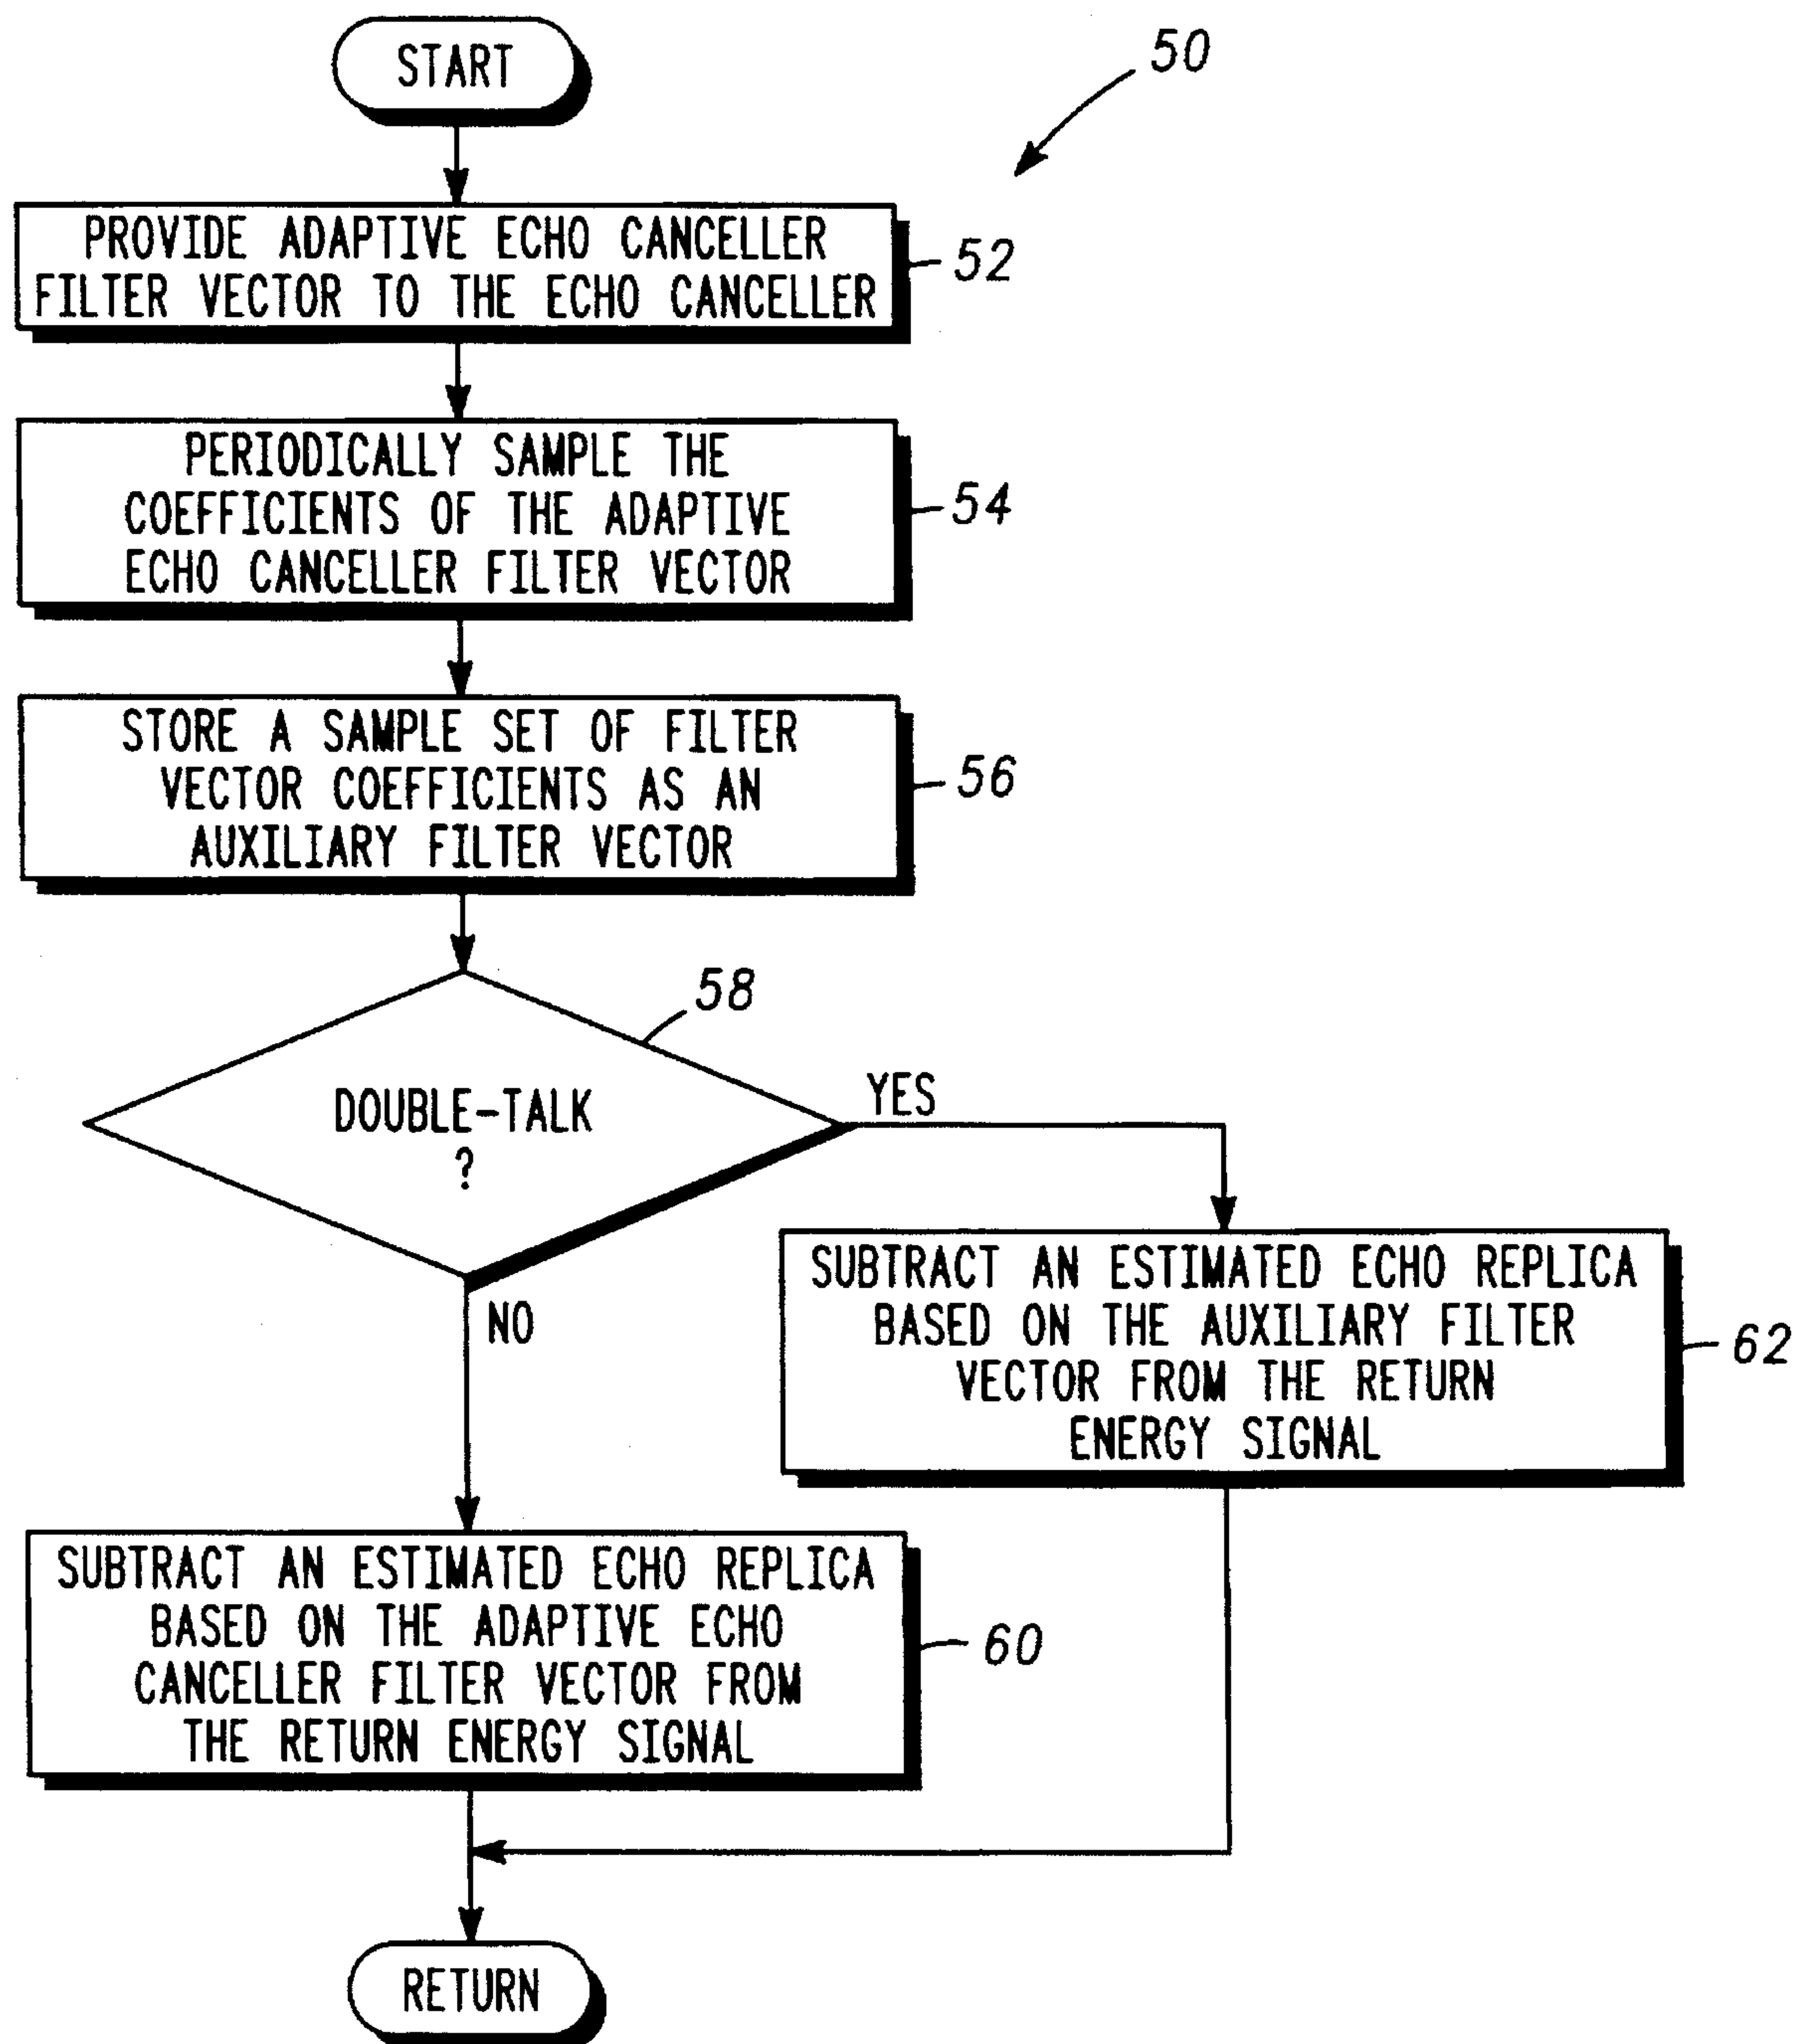 START
50
PROVIDE ADAPTIVE ECHO CANCELLER
FILTER VECTOR TO THE ECHO CANCELLER
52
PERIODICALLY SAMPLE THE
COEFFICIENTS OF THE ADAPTIVE
ECHO CANCELLER FILTER VECTOR
54
STORE A SAMPLE SET OF FILTER
VECTOR COEFFICIENTS AS AN
AUXILIARY FILTER VECTOR
56
58
DOUBLE-TALK
?
YES
NO
SUBTRACT AN ESTIMATED ECHO REPLICA
BASED ON THE AUXILIARY FILTER
VECTOR FROM THE RETURN
ENERGY SIGNAL
62
SUBTRACT AN ESTIMATED ECHO REPLICA
BASED ON THE ADAPTIVE ECHO
CANCELLER FILTER VECTOR FROM
THE RETURN ENERGY SIGNAL
60
RETURN